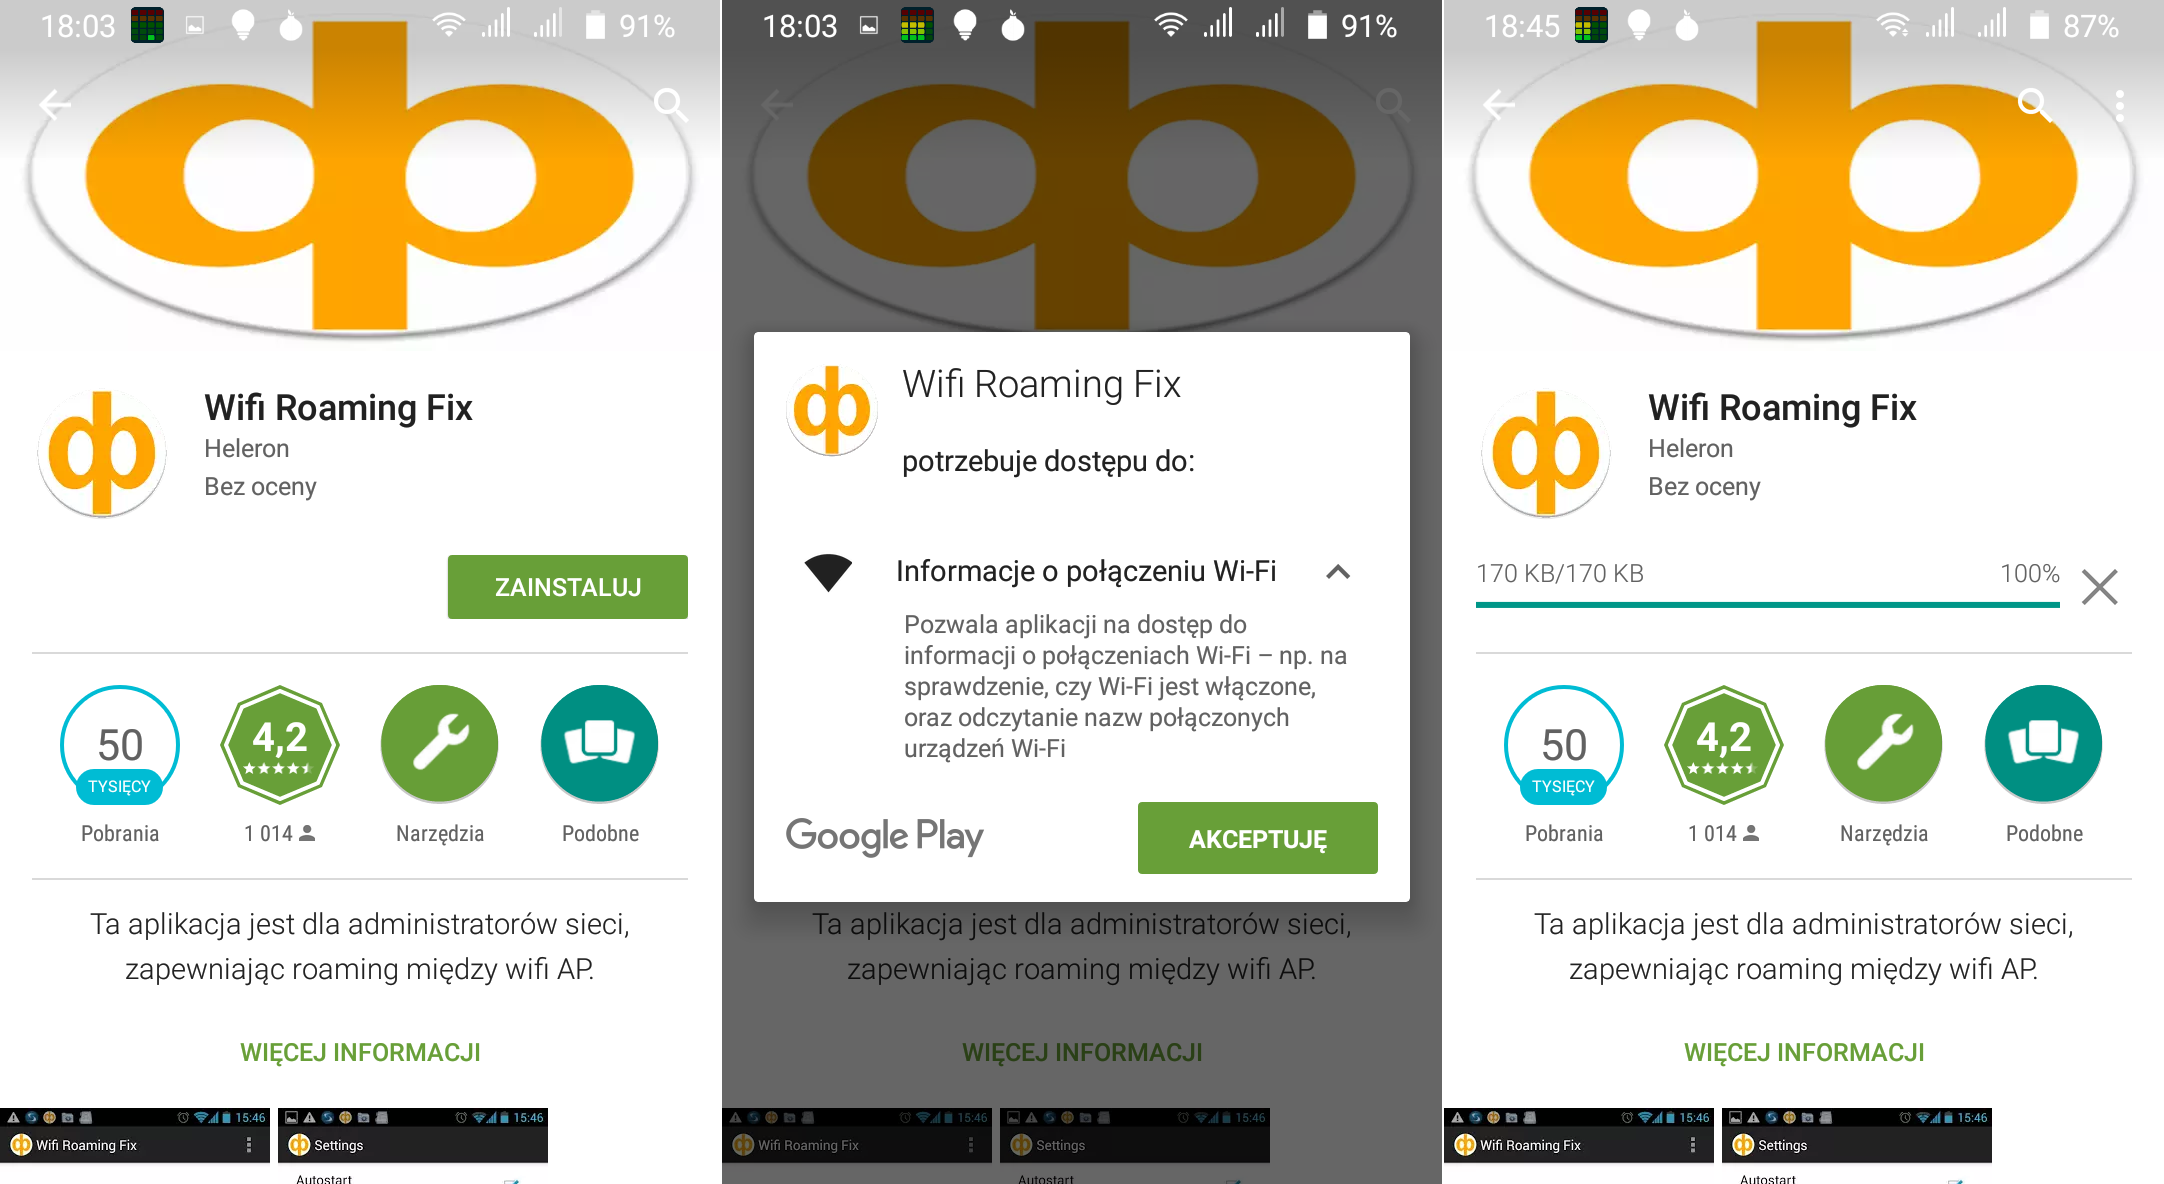 18:03
91%
Wifi Roaming Fix
Heleron
Bez oceny
ZAINSTALUJ
50
TYSIĘCY
Pobrania
4,2
1 014
Narzędzia
Podobne
Ta aplikacja jest dla administratorów sieci,
zapewniając roaming między wifi AP.
WIĘCEJ INFORMACJI
15:46
Wifi Roaming Fix
15:46
Settings
Autostart
18:03
91%
Wifi Roaming Fix
potrzebuje dostępu do:
Informacje o połączeniu Wi-Fi
Pozwala aplikacji na dostęp do
informacji o połączeniach Wi-Fi – np. na
sprawdzenie, czy Wi-Fi jest włączone,
oraz odczytanie nazw połączonych
urządzeń Wi-Fi
Google Play
AKCEPTUJĘ
Ta aplikacja jest dla administratorów sieci,
zapewniając roaming między wifi AP.
WIĘCEJ INFORMACJI
15:46
Wifi Roaming Fix
15:46
Settings
Autostart
18:45
87%
Wifi Roaming Fix
Heleron
Bez oceny
170 KB/170 KB
100%
50
TYSIĘCY
Pobrania
4,2
1 014
Narzędzia
Podobne
Ta aplikacja jest dla administratorów sieci,
zapewniając roaming między wifi AP.
WIĘCEJ INFORMACJI
15:46
Wifi Roaming Fix
15:46
Settings
Autostart